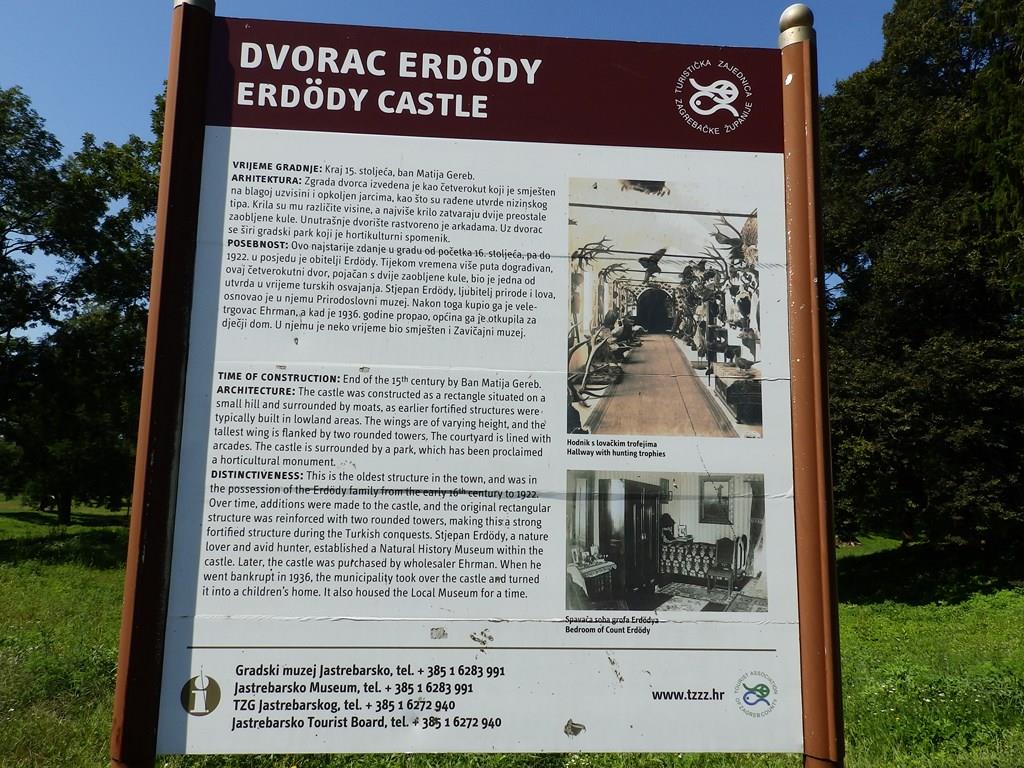 DVORAC ERDÖDY
ERDÖDY CASTLE
TURISTIČKA ZAJEDNICA
ZAGREBAČKE ŽUPANIJE
VRIJEME GRADNJE: Kraj 15. stoljeća, ban Matija Gereb.
ARHITEKTURA: Zgrada dvorca izvedena je kao četverokut koji je smješten
na blagoj uzvisini i opkoljen jarcima, kao što su rađene utvrde nizinskog
tipa. Krila su mu različite visine, a najviše krilo zatvaraju dvije preostale
zaobljene kule. Unutrašnje dvorište rastvoreno je arkadama. Uz dvorac
se širi gradski park koji je hortikulturni spomenik.
POSEBNOST: Ovo najstarije zdanje u gradu od početka 16. stoljeća, pa do
1922. u posjedu je obitelji Erdödy. Tijekom vremena više puta dograđivan,
ovaj četverokutni dvor, pojačan s dvije zaobljene kule, bio je jedna od
utvrda u vrijeme turskih osvajanja. Stjepan Erdödy, ljubitelj prirode i lova,
osnovao je u njemu Prirodoslovni muzej. Nakon toga kupio ga je vele-
trgovac Ehrman, a kad je 1936. godine propao, općina ga je otkupila za
dječji dom. U njemu je neko vrijeme bio smješten i Zavičajni muzej.
TIME OF CONSTRUCTION: End of the 15th century by Ban Matija Gereb.
ARCHITECTURE: The castle was constructed as a rectangle situated on a
small hill and surrounded by moats, as earlier fortified structures were
typically built in lowland areas. The wings are of varying height, and the
tallest wing is flanked by two rounded towers. The courtyard is lined with
arcades. The castle is surrounded by a park, which has been proclaimed
a horticultural monument.
DISTINCTIVENESS: This is the oldest structure in the town, and was in
the possession of the Erdödy family from the early 16th century to 1922.
Over time, additions were made to the castle, and the original rectangular
structure was reinforced with two rounded towers, making this a strong
fortified structure during the Turkish conquests. Stjepan Erdödy, a nature
lover and avid hunter, established a Natural History Museum within the
castle. Later, the castle was purchased by wholesaler Ehrman. When he
went bankrupt in 1936, the municipality took over the castle and turned
it into a children's home. It also housed the Local Museum for a time.
Hodnik s lovačkim trofejima
Hallway with hunting trophies
Spavaća soba grofa Erdödya
Bedroom of Count Erdödy
Gradski muzej Jastrebarsko, tel. + 385 1 6283 991
Jastrebarsko Museum, tel. + 385 1 6283 991
TZG Jastrebarskog, tel. + 385 1 6272 940
Jastrebarsko Tourist Board, tel. + 385 1 6272 940
www.tzzz.hr
TOURIST ASSOCIATION
OF ZAGREB COUNTY